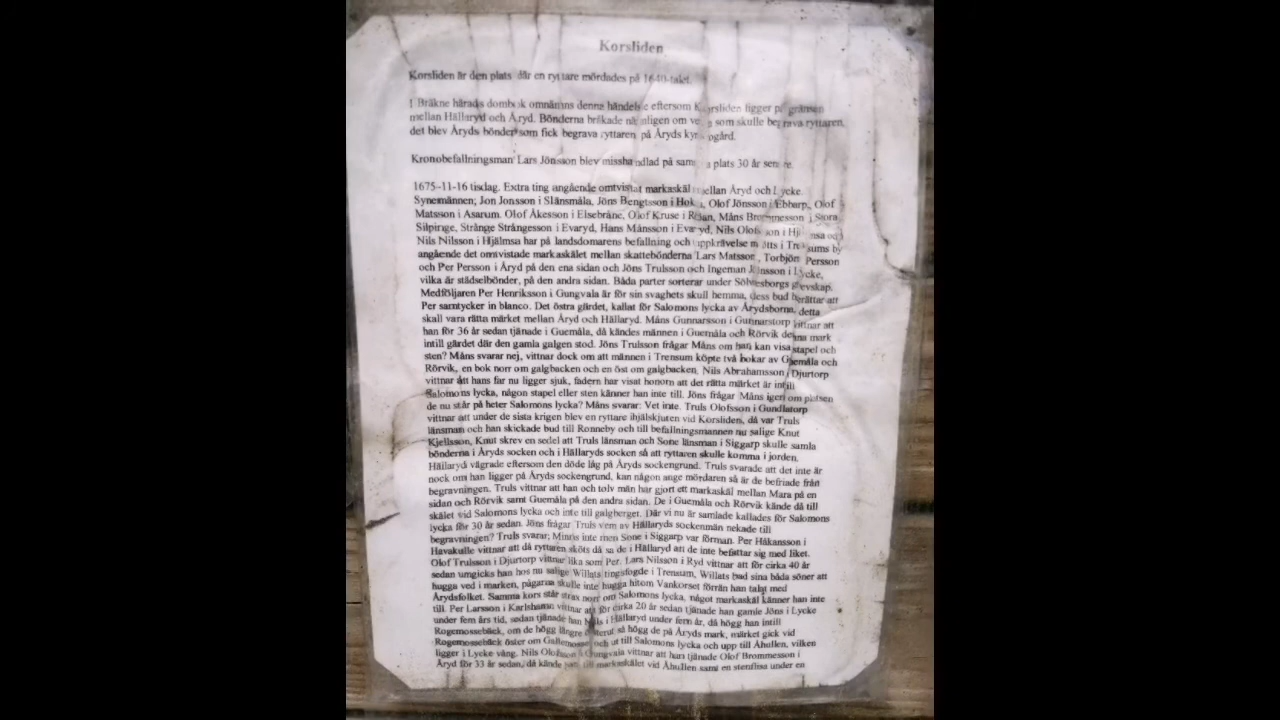 Korsliden
Korsliden är den plats där en ryttare mördades på 1640-talet.
I Bräkne härads dombok omnämns denna händelse eftersom Korsliden ligger på gränsen
mellan Hällaryd och Åryd. Bönderna bråkade nämligen om vem som skulle begrava ryttaren,
det blev Åryds bönder som fick begrava ryttaren på Åryds kyrkogård.
Kronobefallningsman Lars Jönsson blev misshandlad på samma plats 30 år senare.
1675-11-16 tisdag. Extra ting angående omtvistat markaskäl mellan Åryd och Lycke.
Synemännen; Jon Jonsson i Slänsmåla, Jöns Bengtsson i Hoka, Olof Jönsson i Ebbarp, Olof
Matsson i Asarum. Olof Åkesson i Elsebråne, Olof Kruse i Måns Brommesson i Stora
Silpinge, Strånge Strångesson i Evaryd, Hans Månsson i Evaryd, Nils Olofsson i
Nils Nilsson i Hjälmsa har på landsdomarens befallning och uppkrävelse mötts i Trensums by
angående det omtvistade markaskälet mellan skattebönderna Lars Matsson, Torbjörn Persson
och Per Persson i Åryd på den ena sidan och Jöns Trulsson och Ingeman Jönsson i Lycke,
vilka är städselbönder, på den andra sidan. Båda parter sorterar under Sölvesborgs grevskap.
Medföljaren Per Henriksson i Gungvala är för sin svaghets skull hemma, dess bud berättar att
Per samtycker in blanco. Det östra gärdet, kallat för Salomons lycka av Årydsborna, detta
skall vara rätta märket mellan Åryd och Hällaryd. Måns Gunnarsson i Gunnarstorp vittnar att
han för 36 år sedan tjänade i Guemåla, då kändes männen i Guemåla och Rörvik denna mark
intill gärdet där den gamla galgen stod. Jöns Trulsson frågar Måns om han kan visa stapel och
sten? Måns svarar nej, vittnar dock om att männen i Trensum köpte två bokar av Guemåla och
Rörvik, en bok norr om galgbacken och en öst om galgbacken. Nils Abrahamsson i Djurtorp
vittnar att hans far nu ligger sjuk, fadern har visat honom att det rätta märket är intill
Salomons lycka, någon stapel eller sten känner han inte till. Jöns frågar Måns igen om platsen
de nu står på heter Salomons lycka? Måns svarar: Vet inte. Truls Olofsson i Gundlatorp
vittnar att under de sista krigen blev en ryttare ihjälskjuten vid Korsliden, då var Truls
länsman och han skickade bud till Ronneby och till befallningsmannen nu salige Knut
Kjellsson, Knut skrev en sedel att Truls länsman och Sone länsman i Siggarp skulle samla
bönderna i Åryds socken och i Hällaryds socken så att ryttaren skulle komma i jorden.
Hällaryd vägrade eftersom den döde låg på Åryds sockengrund. Truls svarade att det inte är
nock om han ligger på Åryds sockengrund, kan någon ange mördaren så är de befriade från
begravningen. Truls vittnar att han och tolv män har gjort ett markaskäl mellan Mara på en
sidan och Rörvik samt Guemåla på den andra sidan. De i Guemåla och Rörvik kände då till
skälet vid Salomons lycka och inte till galgberget. Där vi nu är samlade kallades för Salomons
lycka för 30 år sedan. Jöns frågar Truls vem av Hällaryds sockenmän nekade till
begravningen? Truls svarar; Minns inte men Sone i Siggarp var förman. Per Håkansson i
Havakulle vittnar att då ryttaren sköts då sa de i Hällaryd att de inte befattar sig med liket.
Olof Trulsson i Djurtorp vittnar lika som Per. Lars Nilsson i Ryd vittnar att för cirka 40 år
sedan umgicks han hos nu salige Willats tingsfogde i Trensum, Willats bad sina båda söner att
hugga ved i marken, pågarna skulle inte hugga hitom Vankorset förrän han talat med
Årydsfolket. Samma kors står strax norr om Salomons lycka, något markaskäl känner han inte
till. Per Larsson i Karlshamn vittnar att för cirka 20 år sedan tjänade han gamle Jöns i Lycke
under fem års tid, sedan tjänade han Nils i Hällaryd under fem år, då högg han intill
Rogemossebäck, om de högg längre österut så högg de på Åryds mark, märket gick vid
Rogemossebäck öster om och ut till Salomons lycka och upp till Åhullen, vilken
ligger i Lycke vång. Nils Olofsson i Gungvala vittnar att han tjänade Olof Brommesson i
Åryd för 33 år sedan, då kände han till markaskälet vid Åhullen samt en stenflisa under en